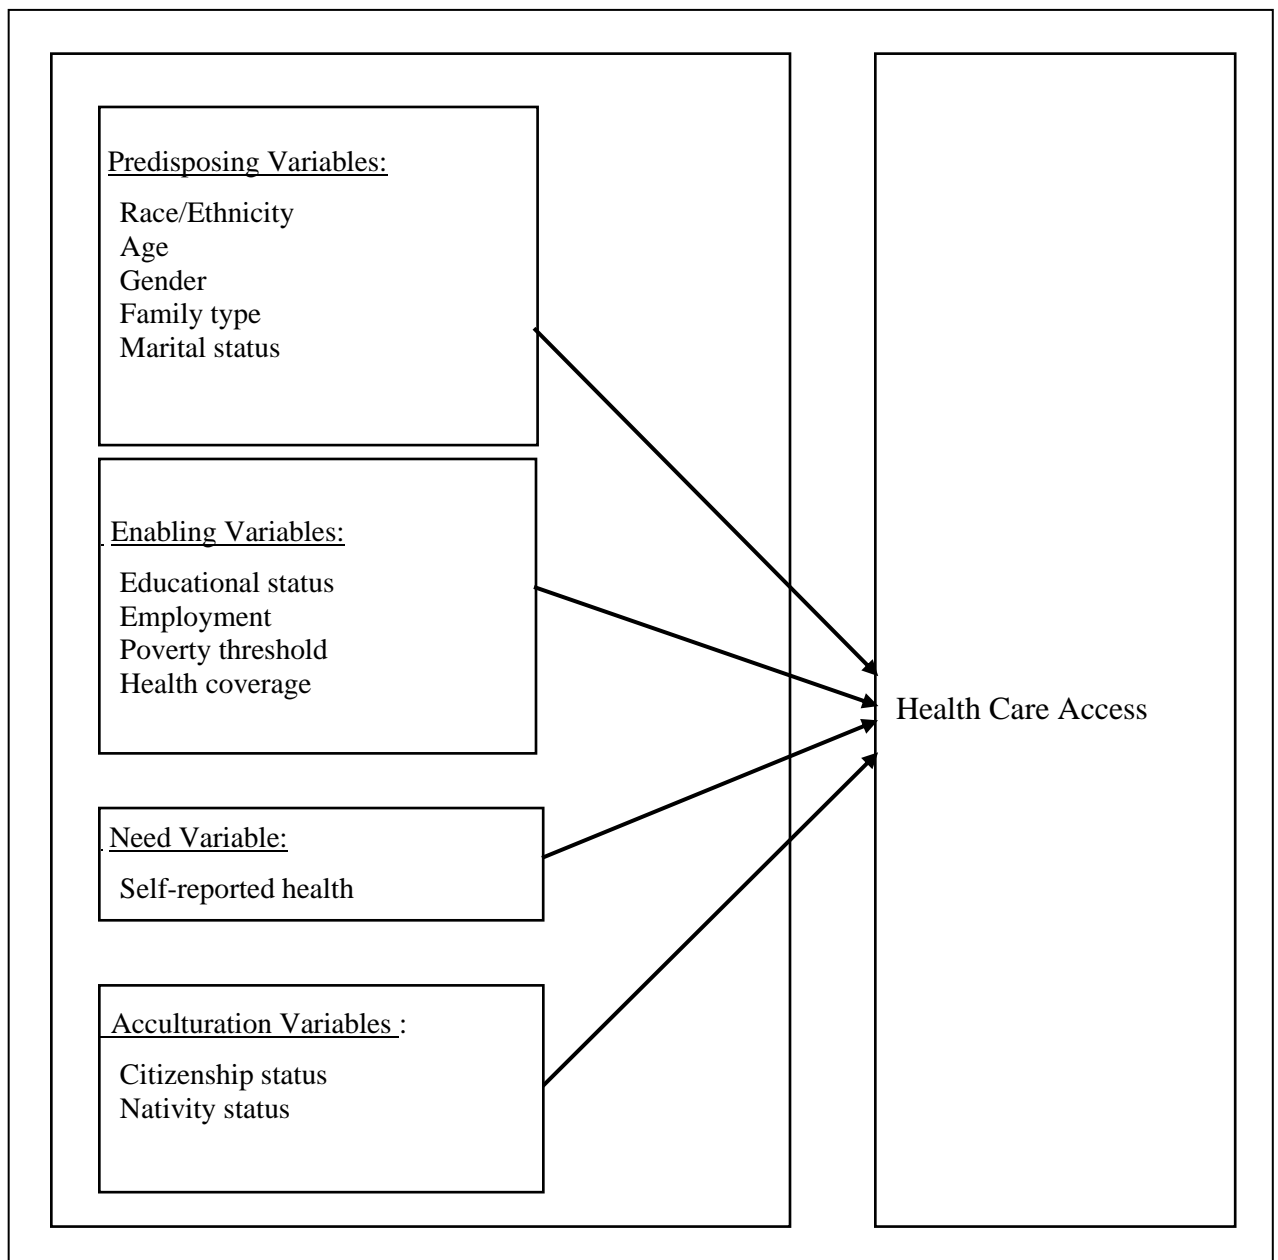 Predisposing Variables:
Race/Ethnicity
Age
Gender
Family type
Marital status
Enabling Variables:
Educational status
Employment
Poverty threshold
Health coverage
Need Variable:
Self-reported health
Acculturation Variables :
Citizenship status
Nativity status
Health Care Access